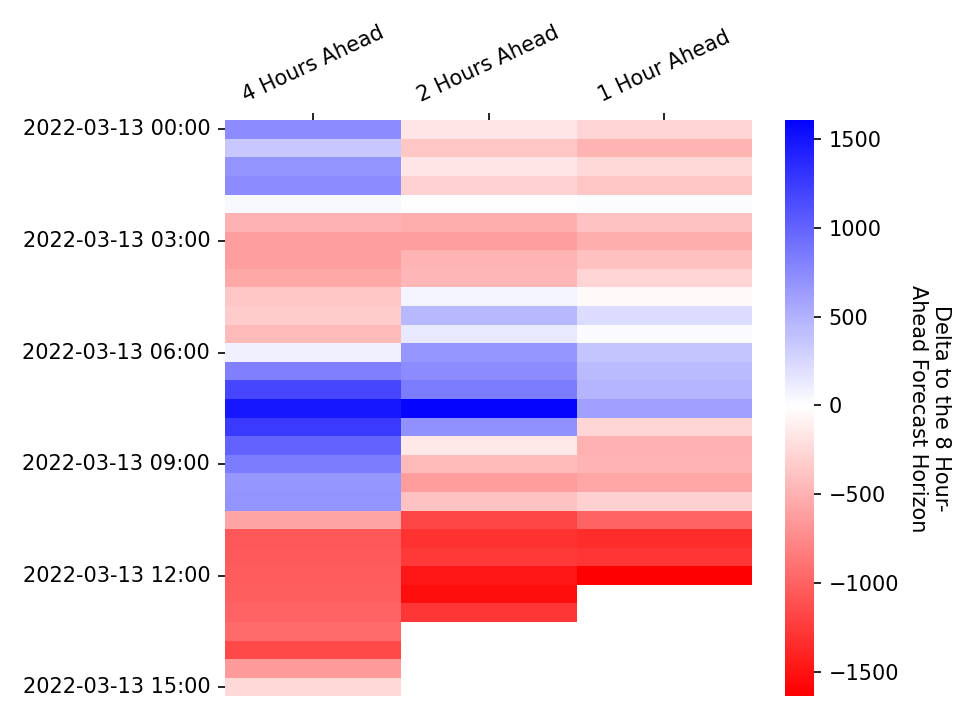 4 Hours Ahead
2 Hours Ahead
1 Hour Ahead
2022-03-13 00:00
2022-03-13 03:00
2022-03-13 06:00
2022-03-13 09:00
2022-03-13 12:00
2022-03-13 15:00
1500
1000
500
0
−500
−1000
−1500
Delta to the 8 Hour-
Ahead Forecast Horizon